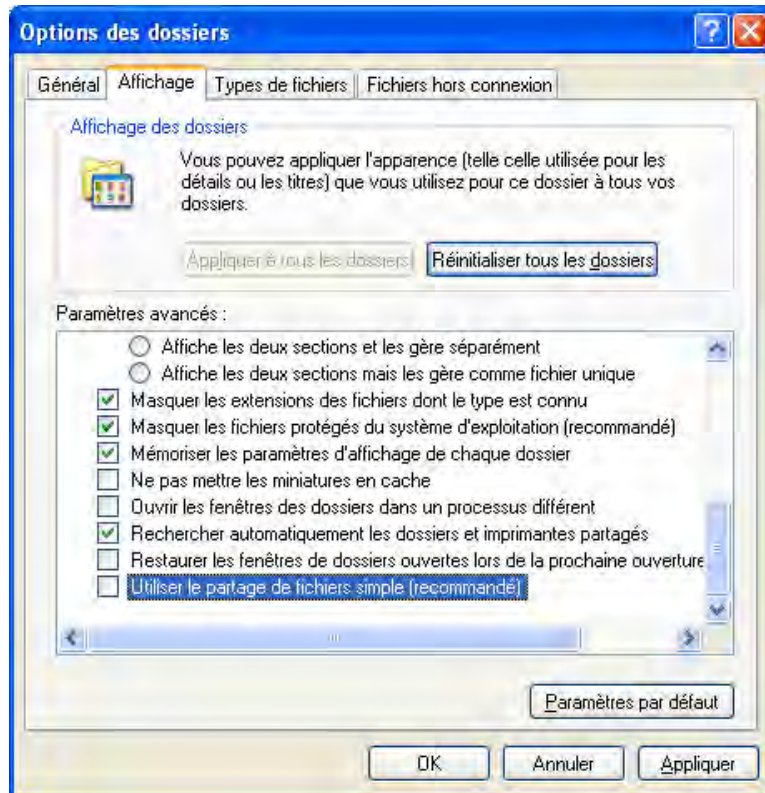 Options des dossiers
Général
Affichage
Types de fichiers
Fichiers hors connexion
Affichage des dossiers
Vous pouvez appliquer l'apparence (telle celle utilisée pour les
détails ou les titres) que vous utilisez pour ce dossier à tous vos
dossiers.
Appliquer à tous les dossiers
Réinitialiser tous les dossiers
Paramètres avancés :
Affiche les deux sections et les gère séparément
Affiche les deux sections mais les gère comme fichier unique
Masquer les extensions des fichiers dont le type est connu
Masquer les fichiers protégés du système d'exploitation (recommandé)
Mémoriser les paramètres d'affichage de chaque dossier
Ne pas mettre les miniatures en cache
Ouvrir les fenêtres des dossiers dans un processus différent
Rechercher automatiquement les dossiers et imprimantes partagés
Restaurer les fenêtres de dossiers ouvertes lors de la prochaine ouverture
Utiliser le partage de fichiers simple (recommandé)
Paramètres par défaut
OK
Annuler
Appliquer